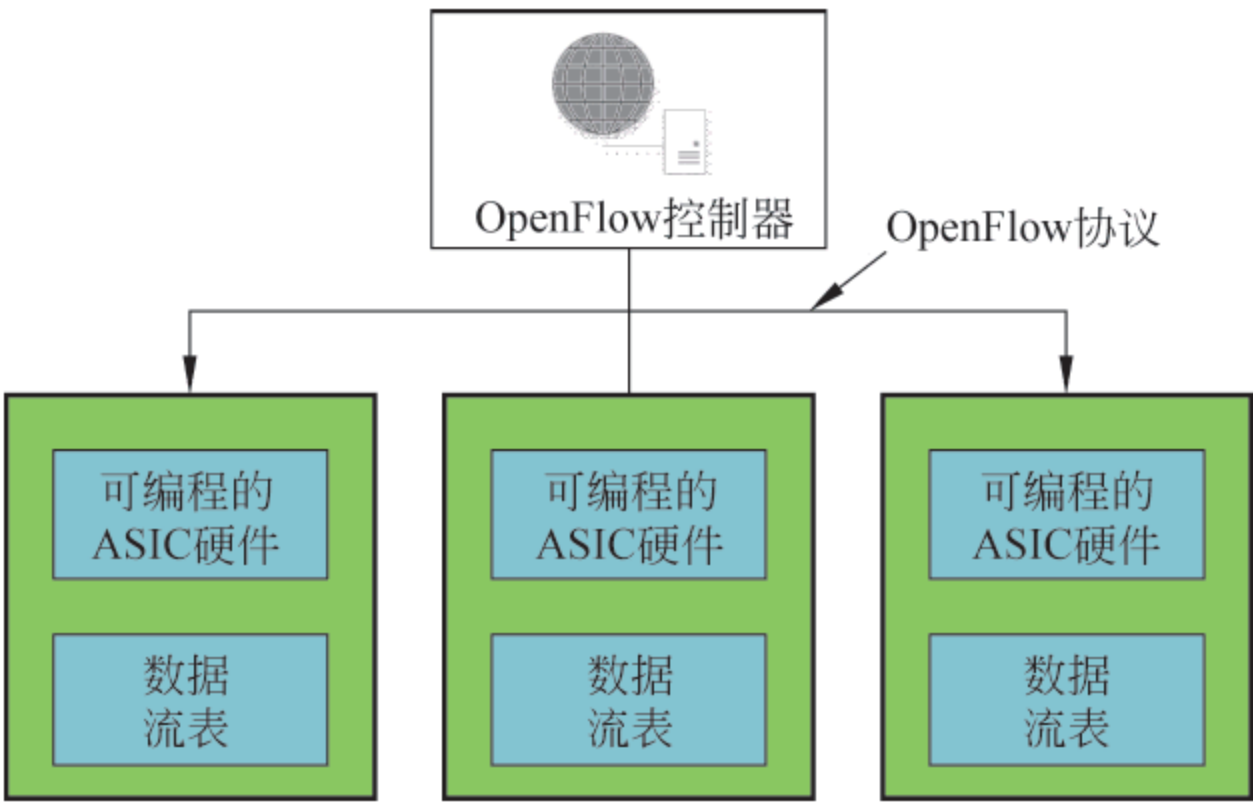 OpenFlow控制器
OpenFlow协议
可编程的
ASIC硬件
数据
流表
可编程的
ASIC硬件
数据
流表
可编程的
ASIC硬件
数据
流表